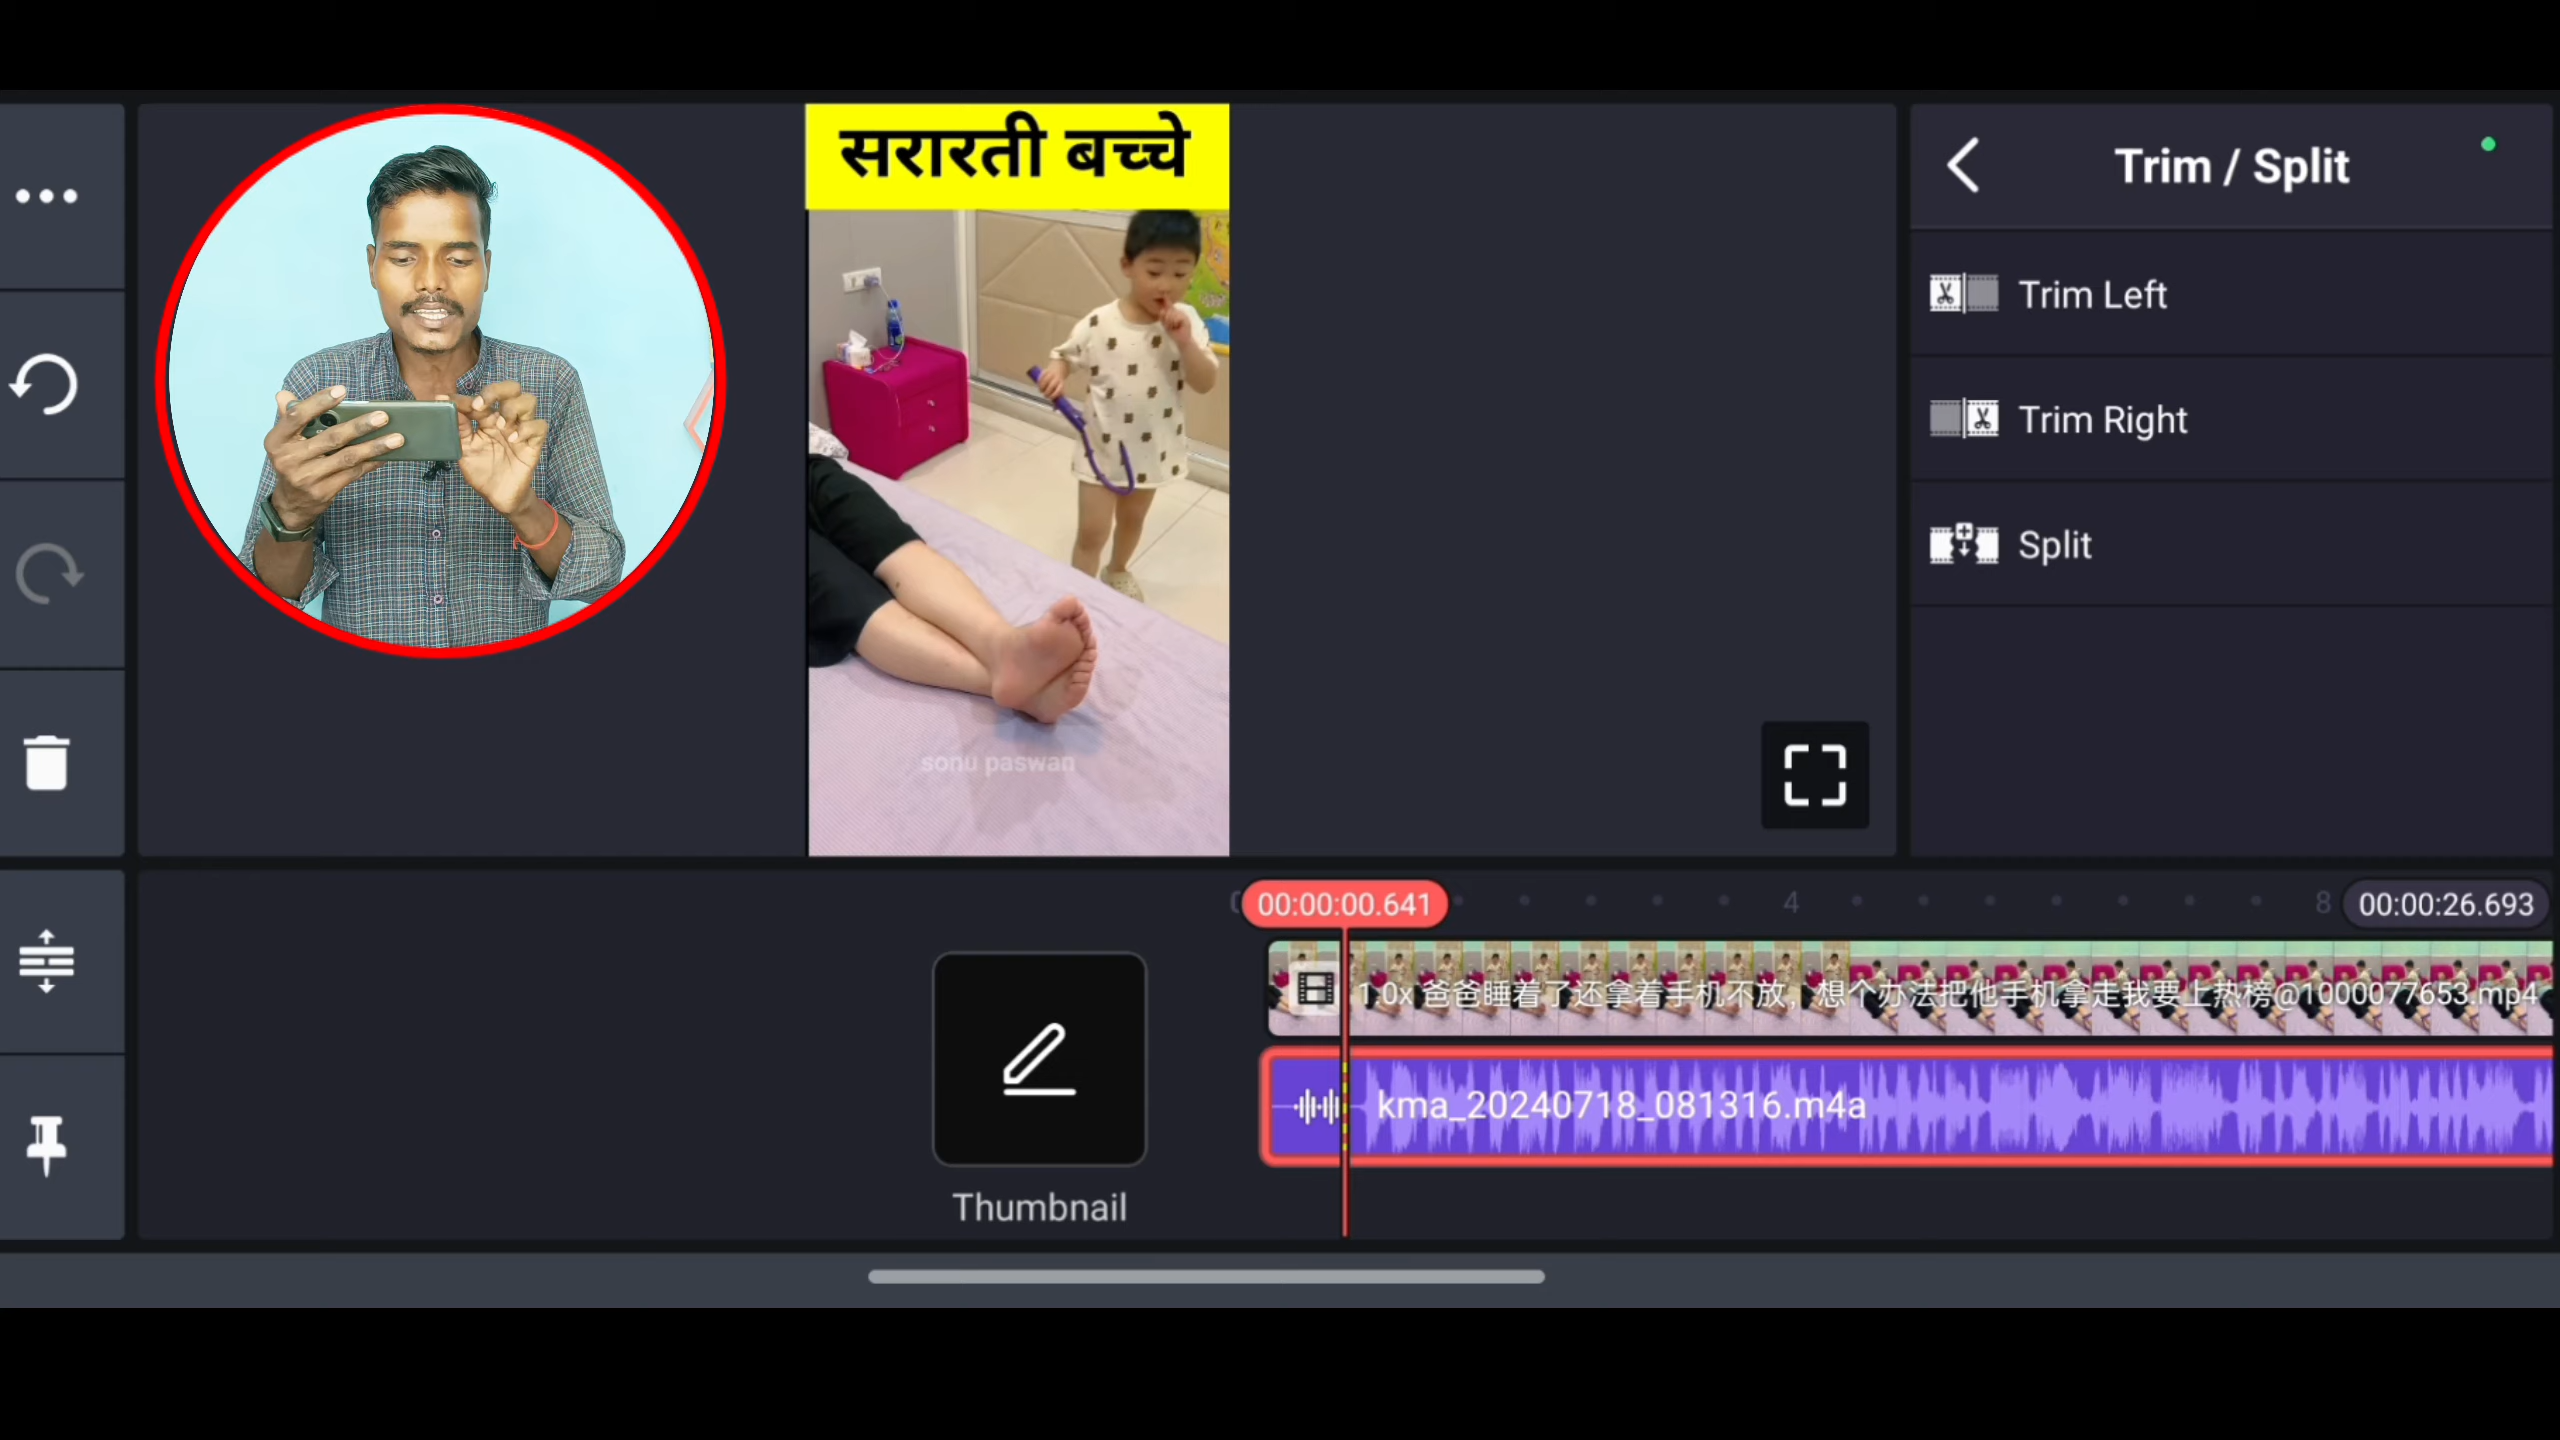 सरारती बच्चे
sonu paswan
Trim / Split
Trim Left
Trim Right
Split
00:00:00.641
4
8
00:00:26.693
1.0x 爸爸睡着了还拿着手机不放，想个办法把他手机拿走我要上热榜@1000077653.mp4
kma_20240718_081316.m4a
Thumbnail